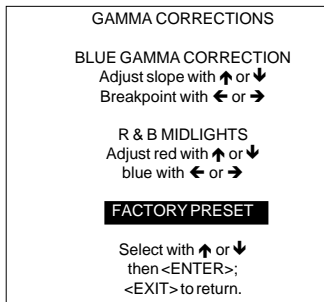 GAMMA CORRECTIONS
BLUE GAMMA CORRECTION
Adjust slope with ↑ or ↓
Breakpoint with ← or →
R & B MIDLIGHTS
Adjust red with ↑ or ↓
blue with ← or →
FACTORY PRESET
Select with ↑ or ↓
then <ENTER>;
<EXIT> to return.